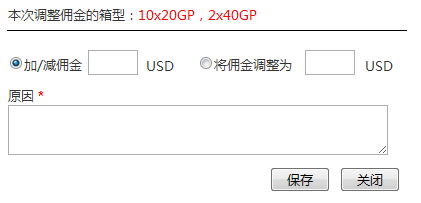 本次调整佣金的箱型：10x20GP，2x40GP
加/减佣金 USD 将佣金调整为 USD
原因 *
保存 关闭